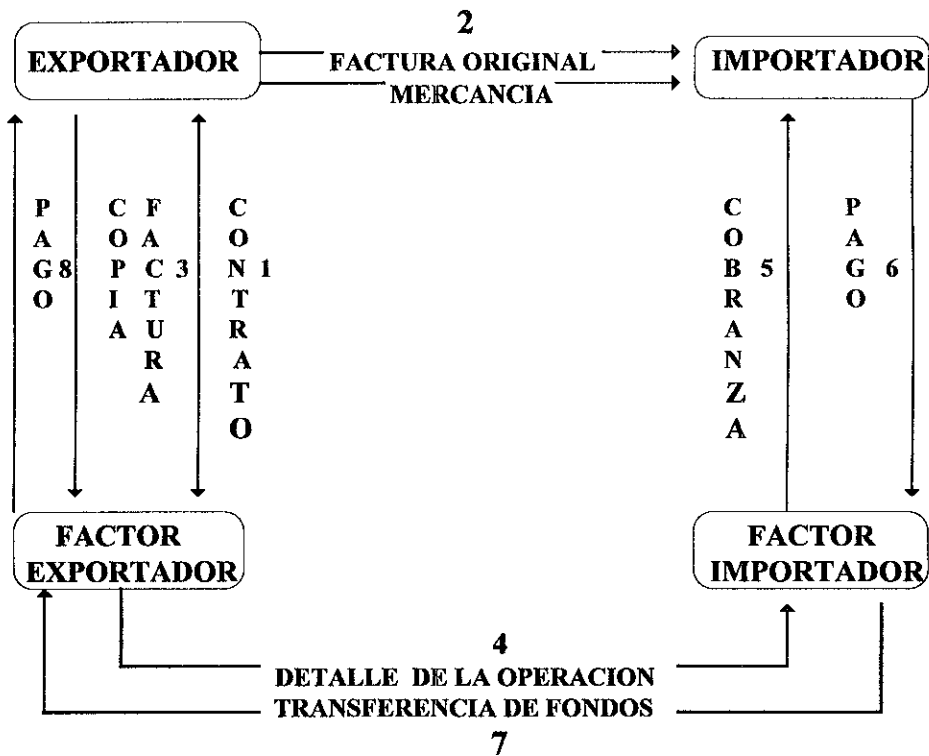 2
EXPORTADOR
FACTURA ORIGINAL
MERCANCIA
IMPORTADOR
PAGO
8
COPIA
FACTURA
3
CONTRATO
1
COBRANZA
5
PAGO
6
FACTOR
EXPORTADOR
FACTOR
IMPORTADOR
4
DETALLE DE LA OPERACION
TRANSFERENCIA DE FONDOS
7